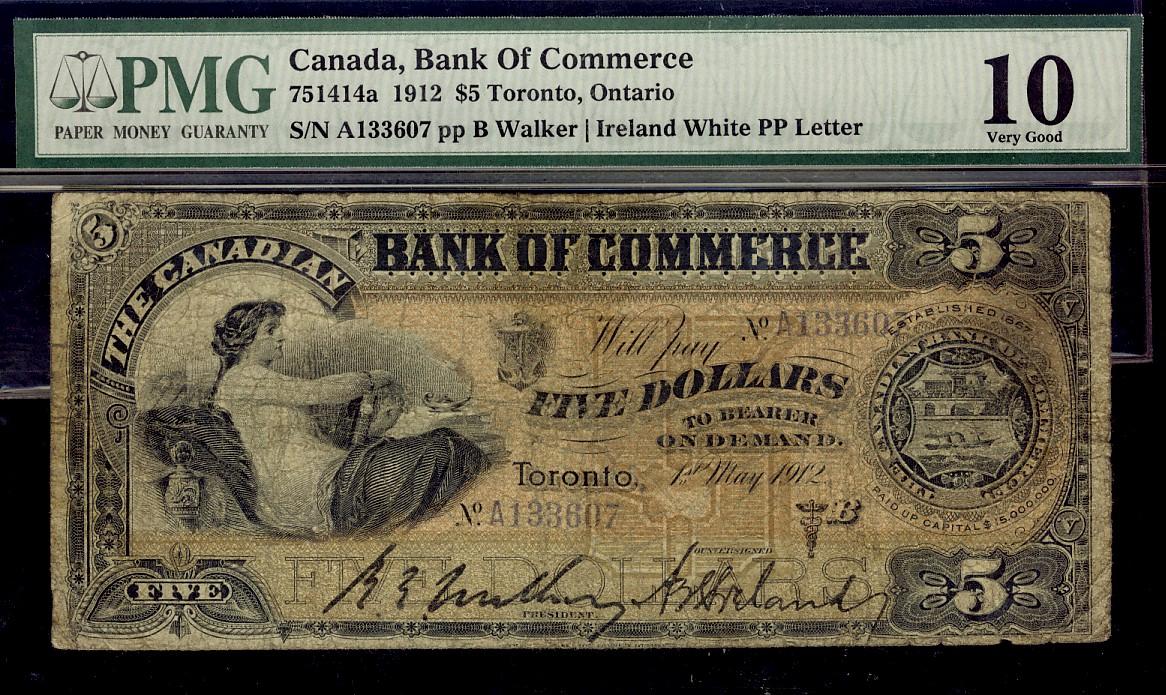 PMG
PAPER MONEY GUARANTY
Canada, Bank Of Commerce
751414a 1912 $5 Toronto, Ontario
S/N A133607 pp B Walker | Ireland White PP Letter
10
Very Good
5
THE CANADIAN
BANK OF COMMERCE
5
Will pay No A133607
ESTABLISHED 1867
V
FIVE DOLLARS
TO BEARER
ON DEMAND.
Toronto, 1st May 1912
No A133607
B
PAID UP CAPITAL $15,000,000.
V
COUNTERSIGNED
FIVE DOLLARS
FIVE
PRESIDENT.
5